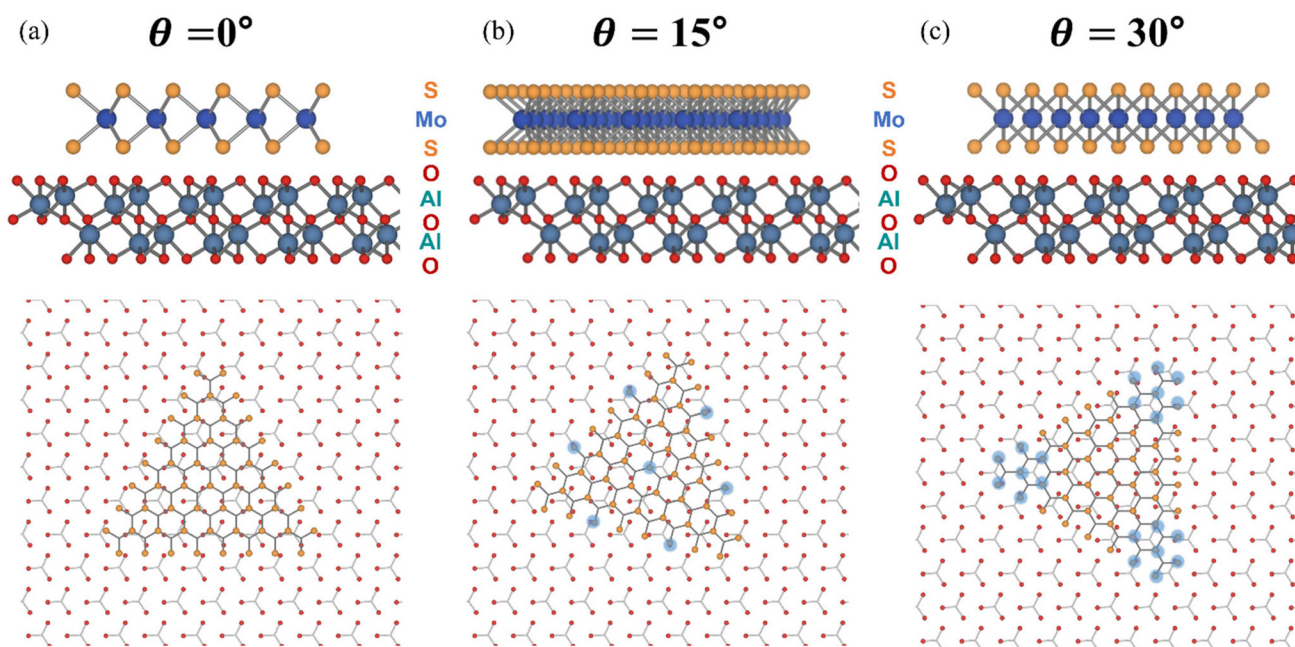 (a) θ =0°
(b) θ = 15°
(c) θ = 30°
S
Mo
S
O
Al
O
Al
O
S
Mo
S
O
Al
O
Al
O